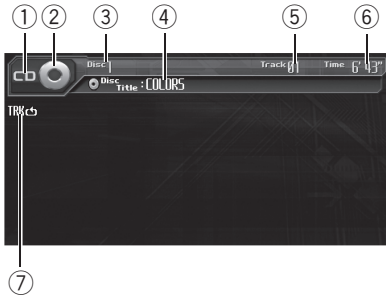 ① ② ③ ④ ⑤ ⑥
CD Disc 1 Track 01 Time 6'43"
Disc Title : COLORS
TRK
⑦